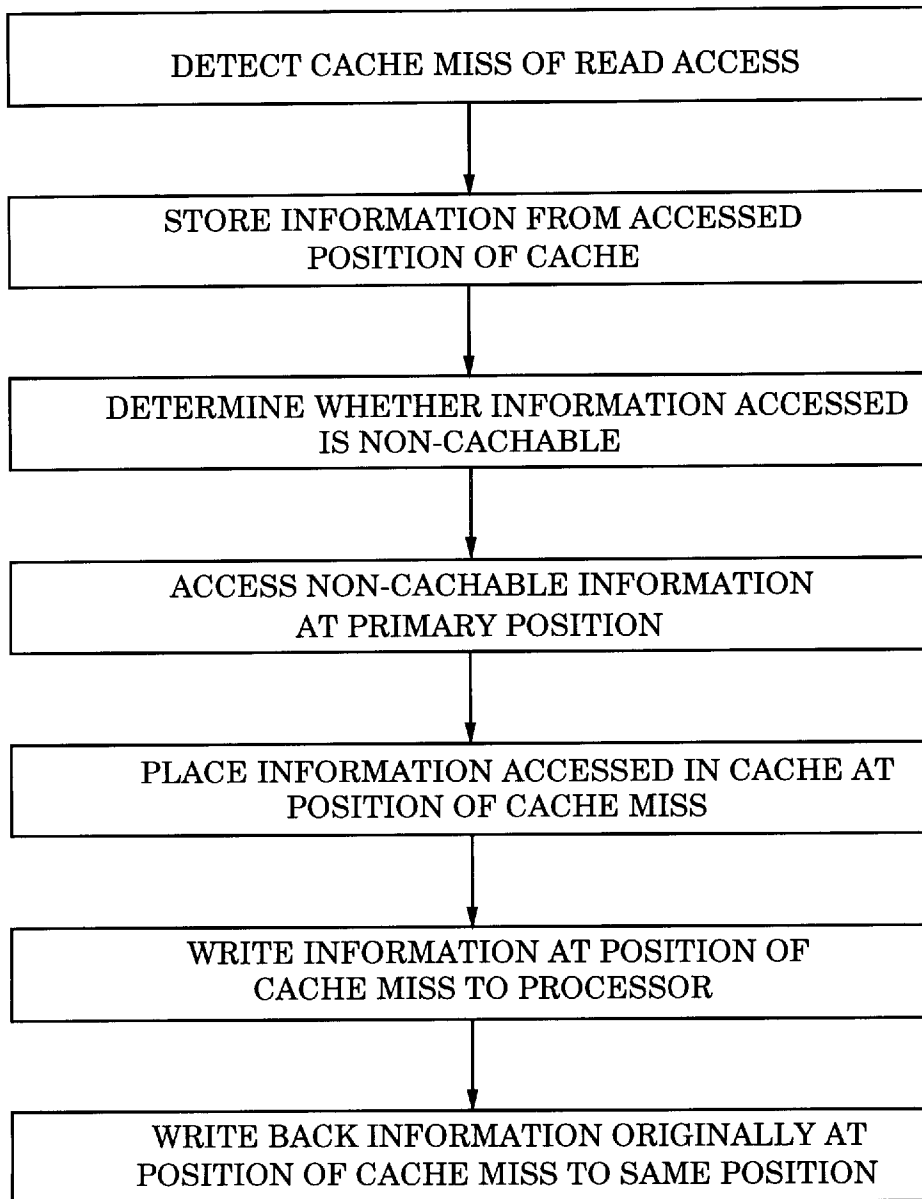 DETECT CACHE MISS OF READ ACCESS
STORE INFORMATION FROM ACCESSED
POSITION OF CACHE
DETERMINE WHETHER INFORMATION ACCESSED
IS NON-CACHABLE
ACCESS NON-CACHABLE INFORMATION
AT PRIMARY POSITION
PLACE INFORMATION ACCESSED IN CACHE AT
POSITION OF CACHE MISS
WRITE INFORMATION AT POSITION OF
CACHE MISS TO PROCESSOR
WRITE BACK INFORMATION ORIGINALLY AT
POSITION OF CACHE MISS TO SAME POSITION